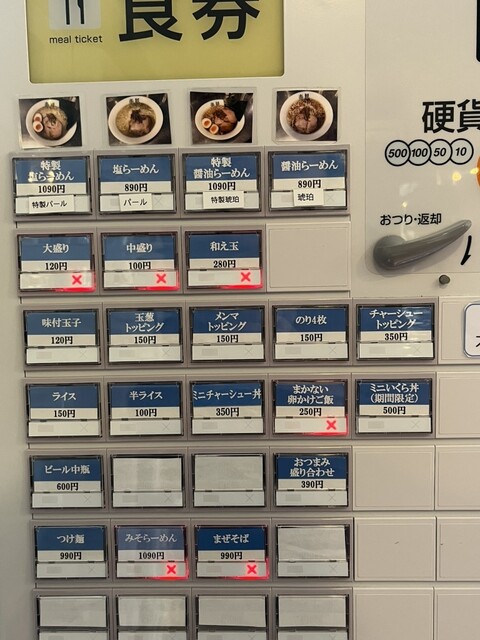 食券
meal ticket
硬貨
500 100 50 10
おつり・返却
特製
塩らーめん
1090円
特製パール
塩らーめん
890円
パール
特製
醤油らーめん
1090円
特製琥珀
醤油らーめん
890円
琥珀
大盛り
120円
中盛り
100円
和え玉
280円
味付玉子
120円
玉葱
トッピング
150円
メンマ
トッピング
150円
のり4枚
150円
チャーシュー
トッピング
350円
ライス
150円
半ライス
100円
ミニチャーシュー丼
350円
まかない
卵かけご飯
250円
ミニいくら丼
(期間限定)
500円
ビール中瓶
600円
おつまみ
盛り合わせ
390円
つけ麺
990円
みそらーめん
1090円
まぜそば
990円